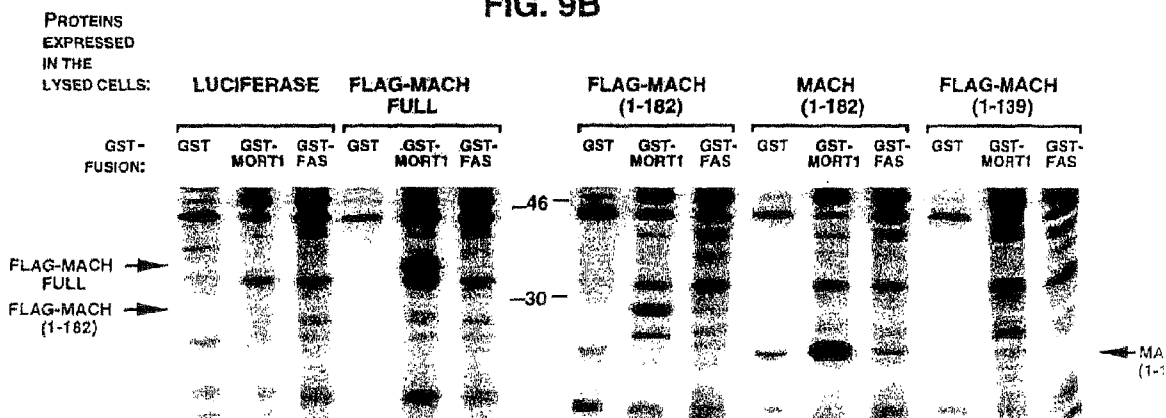 FIG. 9B
PROTEINS
EXPRESSED
IN THE
LYSED CELLS:
LUCIFERASE
FLAG-MACH
FULL
FLAG-MACH
(1-182)
MACH
(1-182)
FLAG-MACH
(1-139)
GST-
FUSION:
GST
GST-
MORT1
GST-
FAS
GST
GST-
MORT1
GST-
FAS
GST
GST-
MORT1
GST-
FAS
GST
GST-
MORT1
GST-
FAS
GST
GST-
MORT1
GST-
FAS
–46–
–30–
FLAG-MACH
FULL
FLAG-MACH
(1-182)
MA
(1-